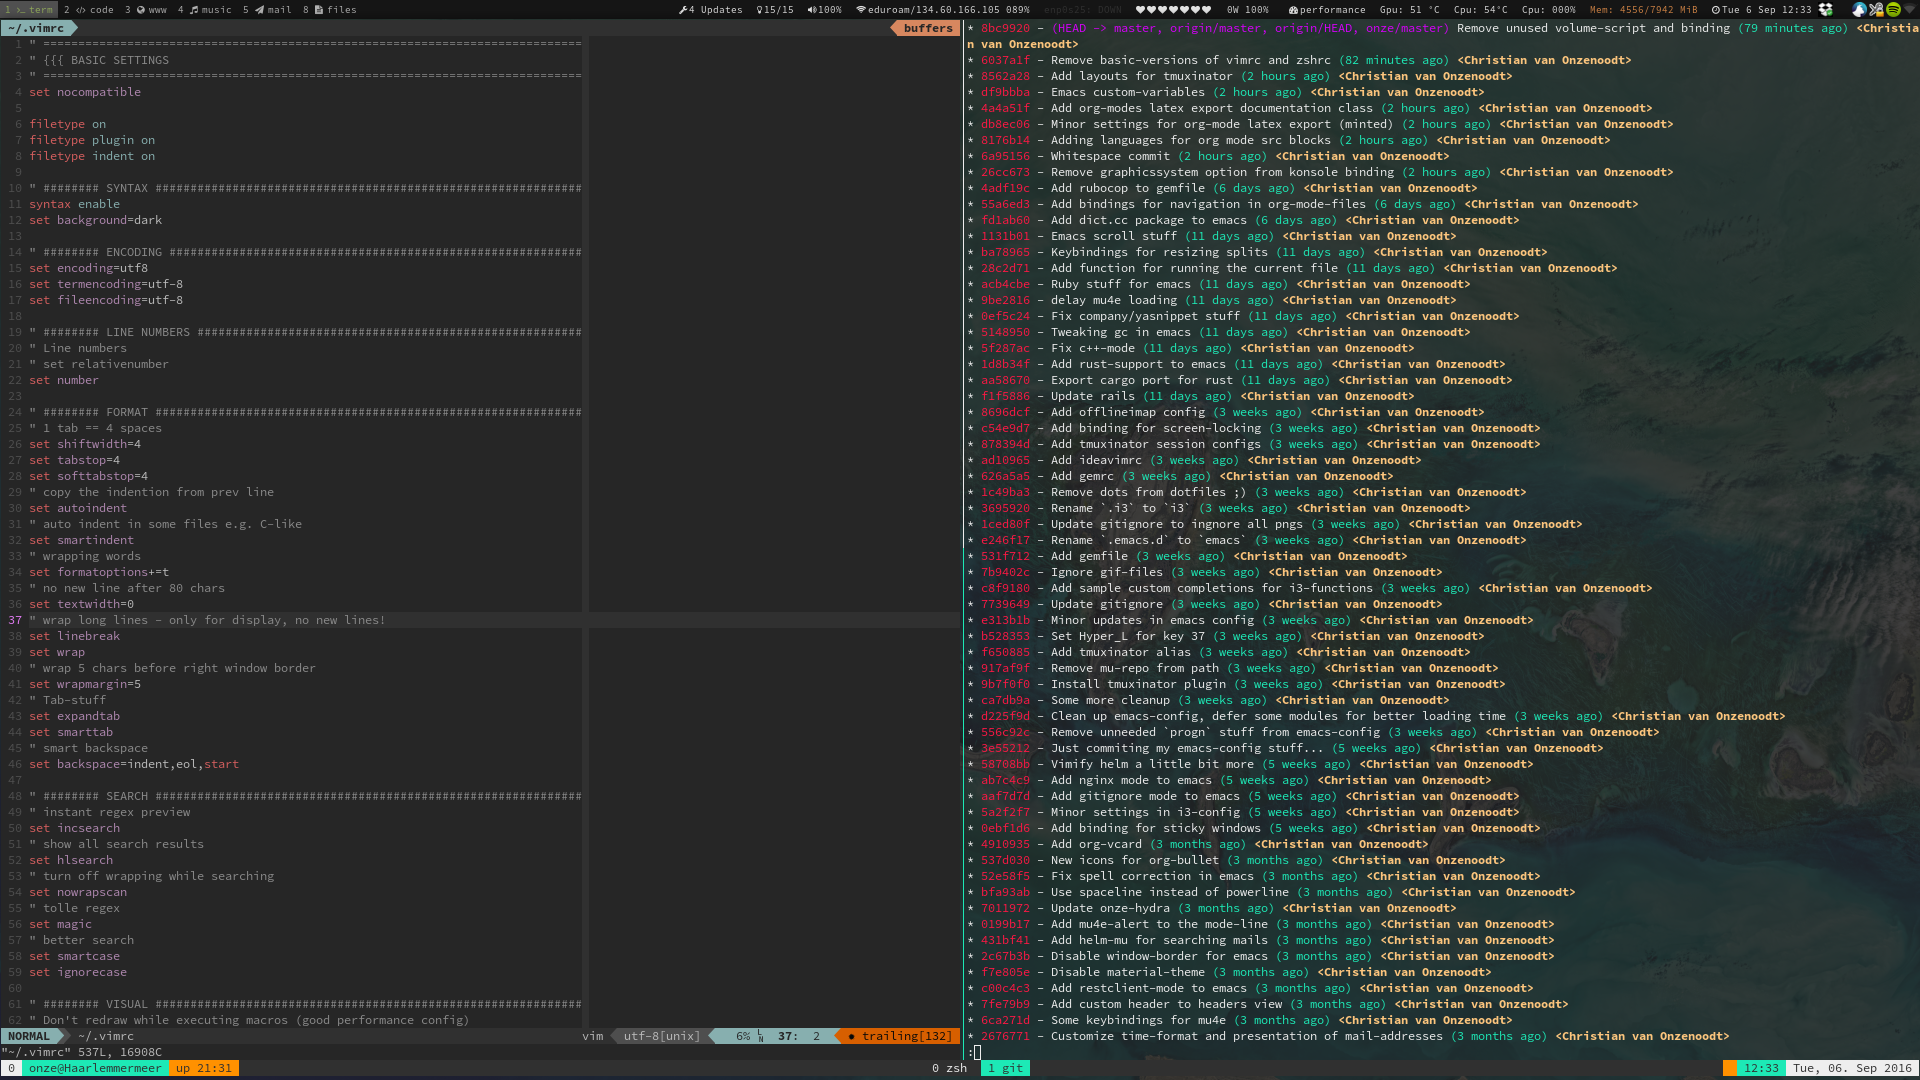 1 >_ term 2 </> code 3 www 4 music 5 mail 8 files 4 Updates 15/15 100% eduroam/134.60.166.105 089% enp0s25: DOWN ♥♥♥♥♥♥♥ 0W 100% performance Gpu: 51 °C Cpu: 54°C Cpu: 000% Mem: 4556/7942 MiB Tue 6 Sep 12:33
~/.vimrc buffers
1 " =============================================================================
2 " {{{ BASIC SETTINGS
3 " =============================================================================
4 set nocompatible
5
6 filetype on
7 filetype plugin on
8 filetype indent on
9
10 " ######## SYNTAX #############################################################
11 syntax enable
12 set background=dark
13
14 " ######## ENCODING ###########################################################
15 set encoding=utf8
16 set termencoding=utf-8
17 set fileencoding=utf-8
18
19 " ######## LINE NUMBERS #######################################################
20 " Line numbers
21 " set relativenumber
22 set number
23
24 " ######## FORMAT #############################################################
25 " 1 tab == 4 spaces
26 set shiftwidth=4
27 set tabstop=4
28 set softtabstop=4
29 " copy the indention from prev line
30 set autoindent
31 " auto indent in some files e.g. C-like
32 set smartindent
33 " wrapping words
34 set formatoptions+=t
35 " no new line after 80 chars
36 set textwidth=0
37 " wrap long lines - only for display, no new lines!
38 set linebreak
39 set wrap
40 " wrap 5 chars before right window border
41 set wrapmargin=5
42 " Tab-stuff
43 set expandtab
44 set smarttab
45 " smart backspace
46 set backspace=indent,eol,start
47
48 " ######## SEARCH #############################################################
49 " instant regex preview
50 set incsearch
51 " show all search results
52 set hlsearch
53 " turn off wrapping while searching
54 set nowrapscan
55 " tolle regex
56 set magic
57 " better search
58 set smartcase
59 set ignorecase
60
61 " ######## VISUAL #############################################################
62 " Don't redraw while executing macros (good performance config)
NORMAL ~/.vimrc vim utf-8[unix] 6% 37: 2 ● trailing[132]
"~/.vimrc" 537L, 16908C
* 8bc9920 - (HEAD -> master, origin/master, origin/HEAD, onze/master) Remove unused volume-script and binding (79 minutes ago) <Christia
n van Onzenoodt>
* 6037a1f - Remove basic-versions of vimrc and zshrc (82 minutes ago) <Christian van Onzenoodt>
* 8562a28 - Add layouts for tmuxinator (2 hours ago) <Christian van Onzenoodt>
* df9bbba - Emacs custom-variables (2 hours ago) <Christian van Onzenoodt>
* 4a4a51f - Add org-modes latex export documentation class (2 hours ago) <Christian van Onzenoodt>
* db8ec06 - Minor settings for org-mode latex export (minted) (2 hours ago) <Christian van Onzenoodt>
* 8176b14 - Adding languages for org mode src blocks (2 hours ago) <Christian van Onzenoodt>
* 6a95156 - Whitespace commit (2 hours ago) <Christian van Onzenoodt>
* 26cc673 - Remove graphicssystem option from konsole binding (2 hours ago) <Christian van Onzenoodt>
* 4adf19c - Add rubocop to gemfile (6 days ago) <Christian van Onzenoodt>
* 55a6ed3 - Add bindings for navigation in org-mode-files (6 days ago) <Christian van Onzenoodt>
* fd1ab60 - Add dict.cc package to emacs (6 days ago) <Christian van Onzenoodt>
* 1131b01 - Emacs scroll stuff (11 days ago) <Christian van Onzenoodt>
* ba78965 - Keybindings for resizing splits (11 days ago) <Christian van Onzenoodt>
* 28c2d71 - Add function for running the current file (11 days ago) <Christian van Onzenoodt>
* acb4cbe - Ruby stuff for emacs (11 days ago) <Christian van Onzenoodt>
* 9be2816 - delay mu4e loading (11 days ago) <Christian van Onzenoodt>
* 0ef5c24 - Fix company/yasnippet stuff (11 days ago) <Christian van Onzenoodt>
* 5148950 - Tweaking gc in emacs (11 days ago) <Christian van Onzenoodt>
* 5f287ac - Fix c++-mode (11 days ago) <Christian van Onzenoodt>
* 1d8b34f - Add rust-support to emacs (11 days ago) <Christian van Onzenoodt>
* aa58670 - Export cargo port for rust (11 days ago) <Christian van Onzenoodt>
* f1f5886 - Update rails (11 days ago) <Christian van Onzenoodt>
* 8696dcf - Add offlineimap config (3 weeks ago) <Christian van Onzenoodt>
* c54e9d7 - Add binding for screen-locking (3 weeks ago) <Christian van Onzenoodt>
* 878394d - Add tmuxinator session configs (3 weeks ago) <Christian van Onzenoodt>
* ad10965 - Add ideavimrc (3 weeks ago) <Christian van Onzenoodt>
* 626a5a5 - Add gemrc (3 weeks ago) <Christian van Onzenoodt>
* 1c49ba3 - Remove dots from dotfiles ;) (3 weeks ago) <Christian van Onzenoodt>
* 3695920 - Rename `.i3` to `i3` (3 weeks ago) <Christian van Onzenoodt>
* 1ced80f - Update gitignore to ingnore all pngs (3 weeks ago) <Christian van Onzenoodt>
* e246f17 - Rename `.emacs.d` to `emacs` (3 weeks ago) <Christian van Onzenoodt>
* 531f712 - Add gemfile (3 weeks ago) <Christian van Onzenoodt>
* 7b9402c - Ignore gif-files (3 weeks ago) <Christian van Onzenoodt>
* c8f9180 - Add sample custom completions for i3-functions (3 weeks ago) <Christian van Onzenoodt>
* 7739649 - Update gitignore (3 weeks ago) <Christian van Onzenoodt>
* e313b1b - Minor updates in emacs config (3 weeks ago) <Christian van Onzenoodt>
* b528353 - Set Hyper_L for key 37 (3 weeks ago) <Christian van Onzenoodt>
* f650885 - Add tmuxinator alias (3 weeks ago) <Christian van Onzenoodt>
* 917af9f - Remove mu-repo from path (3 weeks ago) <Christian van Onzenoodt>
* 9b7f0f0 - Install tmuxinator plugin (3 weeks ago) <Christian van Onzenoodt>
* ca7db9a - Some more cleanup (3 weeks ago) <Christian van Onzenoodt>
* d225f9d - Clean up emacs-config, defer some modules for better loading time (3 weeks ago) <Christian van Onzenoodt>
* 556c92c - Remove unneeded `progn` stuff from emacs-config (3 weeks ago) <Christian van Onzenoodt>
* 3e55212 - Just commiting my emacs-config stuff... (5 weeks ago) <Christian van Onzenoodt>
* 58708bb - Vimify helm a little bit more (5 weeks ago) <Christian van Onzenoodt>
* ab7c4c9 - Add nginx mode to emacs (5 weeks ago) <Christian van Onzenoodt>
* aaf7d7d - Add gitignore mode to emacs (5 weeks ago) <Christian van Onzenoodt>
* 5a2f2f7 - Minor settings in i3-config (5 weeks ago) <Christian van Onzenoodt>
* 0ebf1d6 - Add binding for sticky windows (5 weeks ago) <Christian van Onzenoodt>
* 4910935 - Add org-vcard (3 months ago) <Christian van Onzenoodt>
* 537d030 - New icons for org-bullet (3 months ago) <Christian van Onzenoodt>
* 52e58f5 - Fix spell correction in emacs (3 months ago) <Christian van Onzenoodt>
* bfa93ab - Use spaceline instead of powerline (3 months ago) <Christian van Onzenoodt>
* 7011972 - Update onze-hydra (3 months ago) <Christian van Onzenoodt>
* 0199b17 - Add mu4e-alert to the mode-line (3 months ago) <Christian van Onzenoodt>
* 431bf41 - Add helm-mu for searching mails (3 months ago) <Christian van Onzenoodt>
* 2c67b3b - Disable window-border for emacs (3 months ago) <Christian van Onzenoodt>
* f7e805e - Disable material-theme (3 months ago) <Christian van Onzenoodt>
* c00c4c3 - Add restclient-mode to emacs (3 months ago) <Christian van Onzenoodt>
* 7fe79b9 - Add custom header to headers view (3 months ago) <Christian van Onzenoodt>
* 6ca271d - Some keybindings for mu4e (3 months ago) <Christian van Onzenoodt>
* 2676771 - Customize time-format and presentation of mail-addresses (3 months ago) <Christian van Onzenoodt>
:
0 onze@Haarlemmermeer up 21:31 0 zsh 1 git 12:33 Tue, 06. Sep 2016